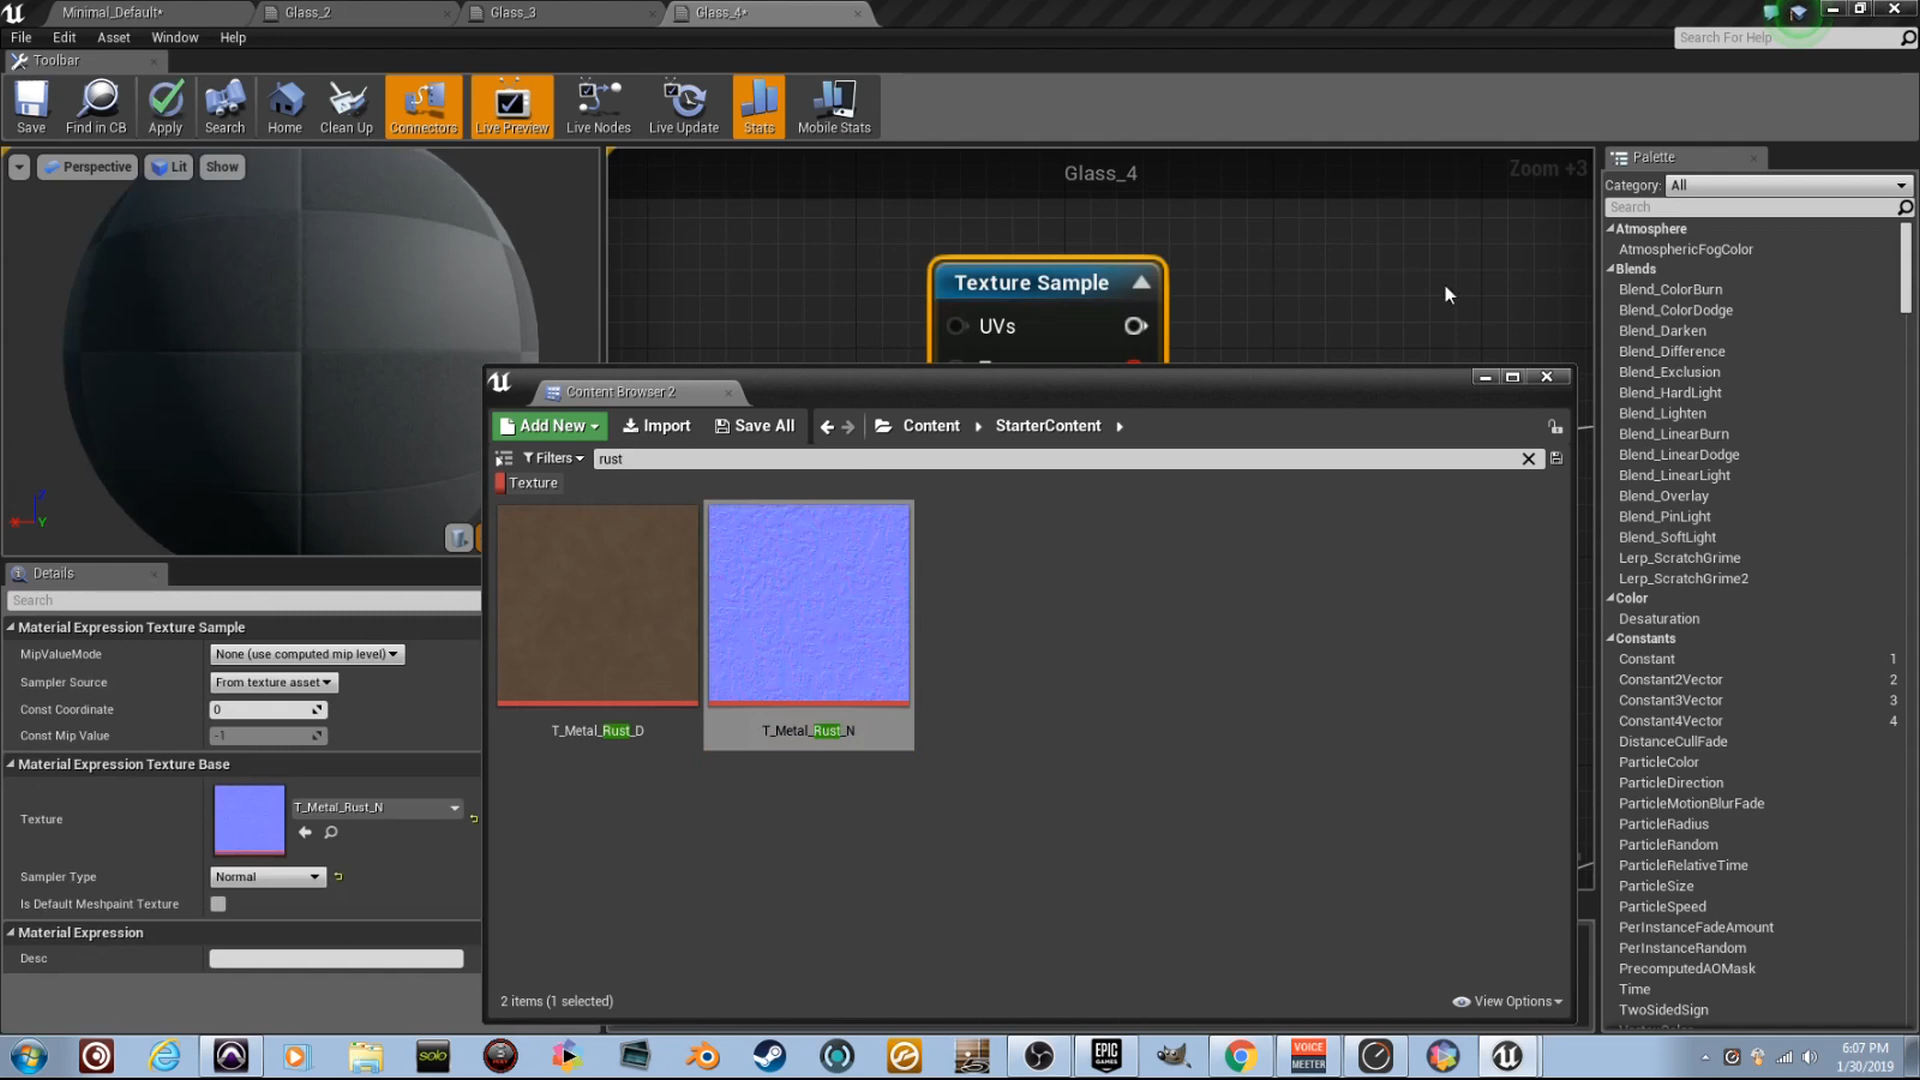 Minimal_Default*
Glass_2
Glass_3
Glass_4*
File Edit Asset Window Help
Search For Help
Toolbar
Save
Find in CB
Apply
Search
Home
Clean Up
Connectors
Live Preview
Live Nodes
Live Update
Stats
Mobile Stats
Perspective
Lit
Show
Z
Y
Glass_4
Zoom +3
Texture Sample
UVs
Palette
Category: All
Search
Atmosphere
AtmosphericFogColor
Blends
Blend_ColorBurn
Blend_ColorDodge
Blend_Darken
Blend_Difference
Blend_Exclusion
Blend_HardLight
Blend_Lighten
Blend_LinearBurn
Blend_LinearDodge
Blend_LinearLight
Blend_Overlay
Blend_PinLight
Blend_SoftLight
Lerp_ScratchGrime
Lerp_ScratchGrime2
Color
Desaturation
Constants
Constant 1
Constant2Vector 2
Constant3Vector 3
Constant4Vector 4
DistanceCullFade
ParticleColor
ParticleDirection
ParticleMotionBlurFade
ParticleRadius
ParticleRandom
ParticleRelativeTime
ParticleSize
ParticleSpeed
PerInstanceFadeAmount
PerInstanceRandom
PrecomputedAOMask
Time
TwoSidedSign
Content Browser 2
Add New
Import
Save All
Content
StarterContent
Filters
rust
Texture
T_Metal_Rust_D
T_Metal_Rust_N
2 items (1 selected)
View Options
Details
Search
Material Expression Texture Sample
MipValueMode None (use computed mip level)
Sampler Source From texture asset
Const Coordinate 0
Const Mip Value -1
Material Expression Texture Base
Texture T_Metal_Rust_N
Sampler Type Normal
Is Default Meshpaint Texture
Material Expression
Desc
solo
EPIC
GAMES
VOICE
MEETER
6:07 PM
1/30/2019